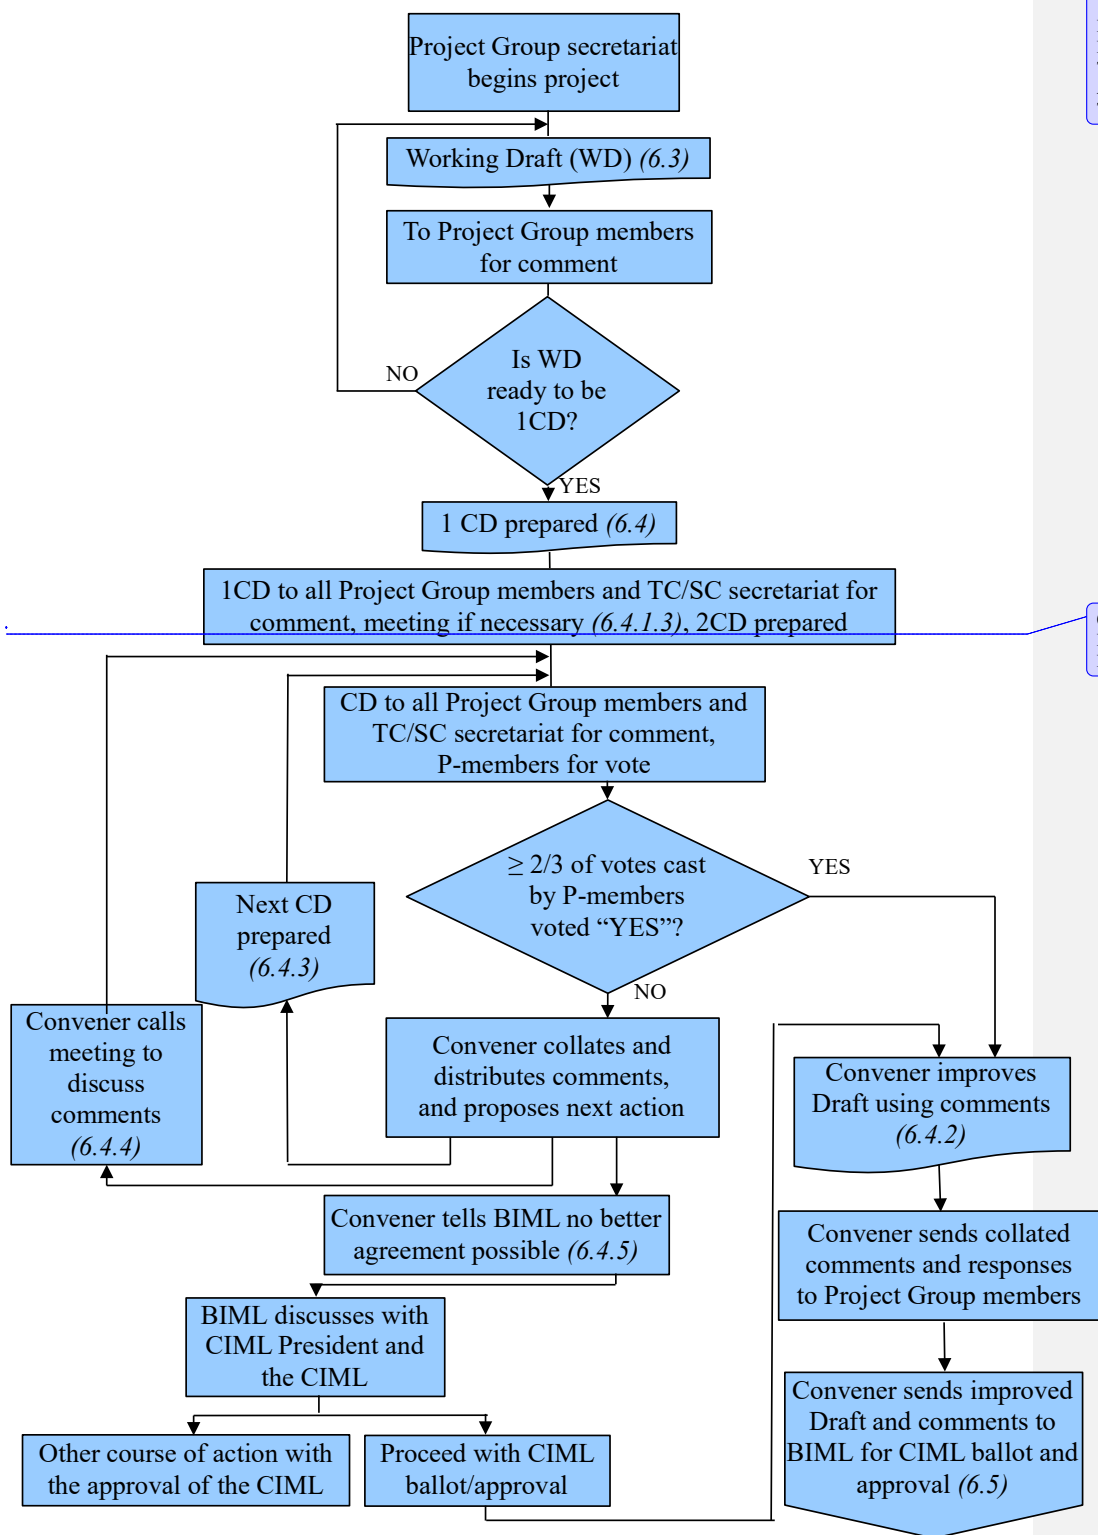 Project Group secretariat
begins project
Working Draft (WD) (6.3)
To Project Group members
for comment
Is WD
ready to be
1CD?
NO
YES
1 CD prepared (6.4)
1CD to all Project Group members and TC/SC secretariat for
comment, meeting if necessary (6.4.1.3), 2CD prepared
CD to all Project Group members and
TC/SC secretariat for comment,
P-members for vote
≥ 2/3 of votes cast
by P-members
voted “YES”?
YES
NO
Next CD
prepared
(6.4.3)
Convener calls
meeting to
discuss
comments
(6.4.4)
Convener collates and
distributes comments,
and proposes next action
Convener improves
Draft using comments
(6.4.2)
Convener tells BIML no better
agreement possible (6.4.5)
Convener sends collated
comments and responses
to Project Group members
BIML discusses with
CIML President and
the CIML
Convener sends improved
Draft and comments to
BIML for CIML ballot and
approval (6.5)
Other course of action with
the approval of the CIML
Proceed with CIML
ballot/approval